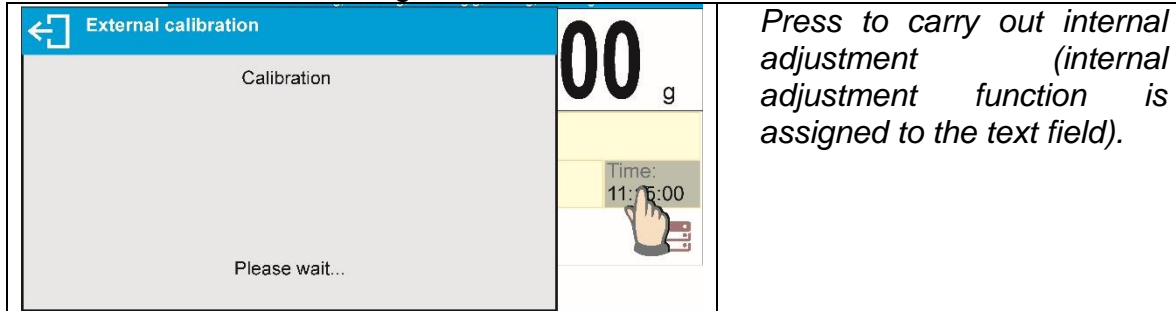 External calibration
Calibration
Please wait...
00 g
Time:
Press to carry out internal
adjustment (internal
adjustment function is
assigned to the text field).